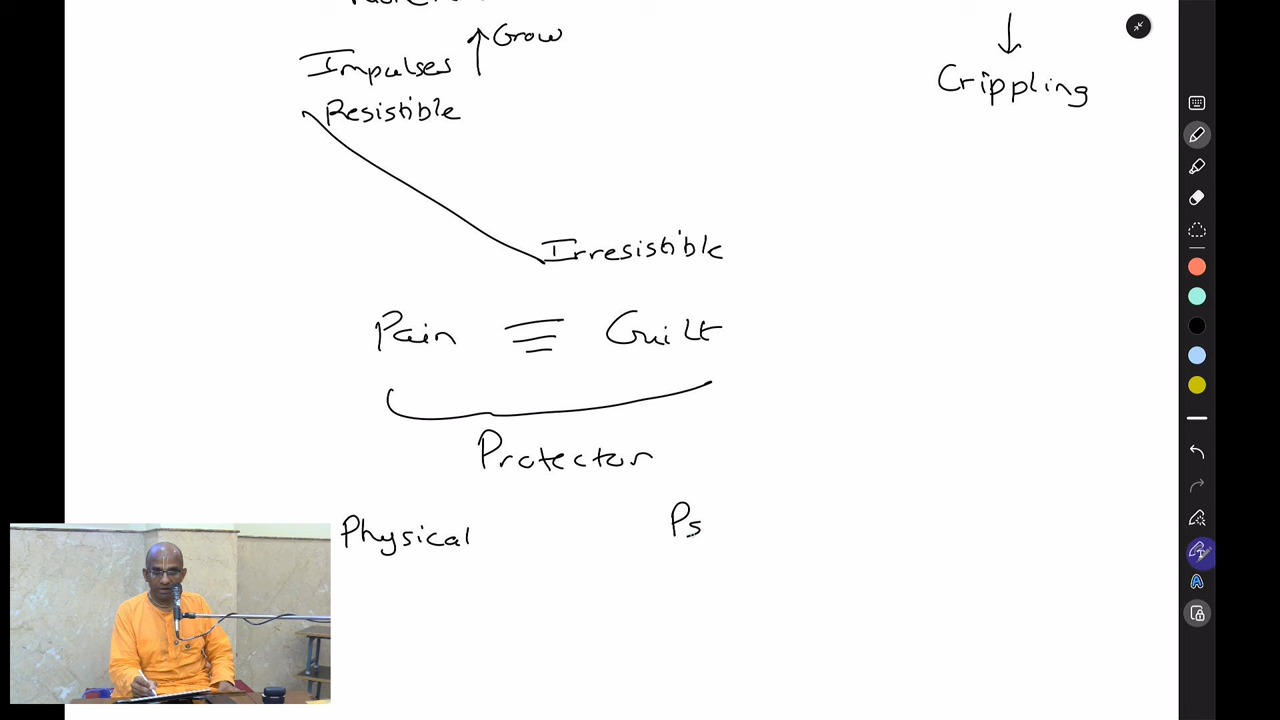 ↑ Grow
Impulses
Resistible
↓
Crippling
Irresistible
Pain ≡ Guilt
Protector
Physical Ps